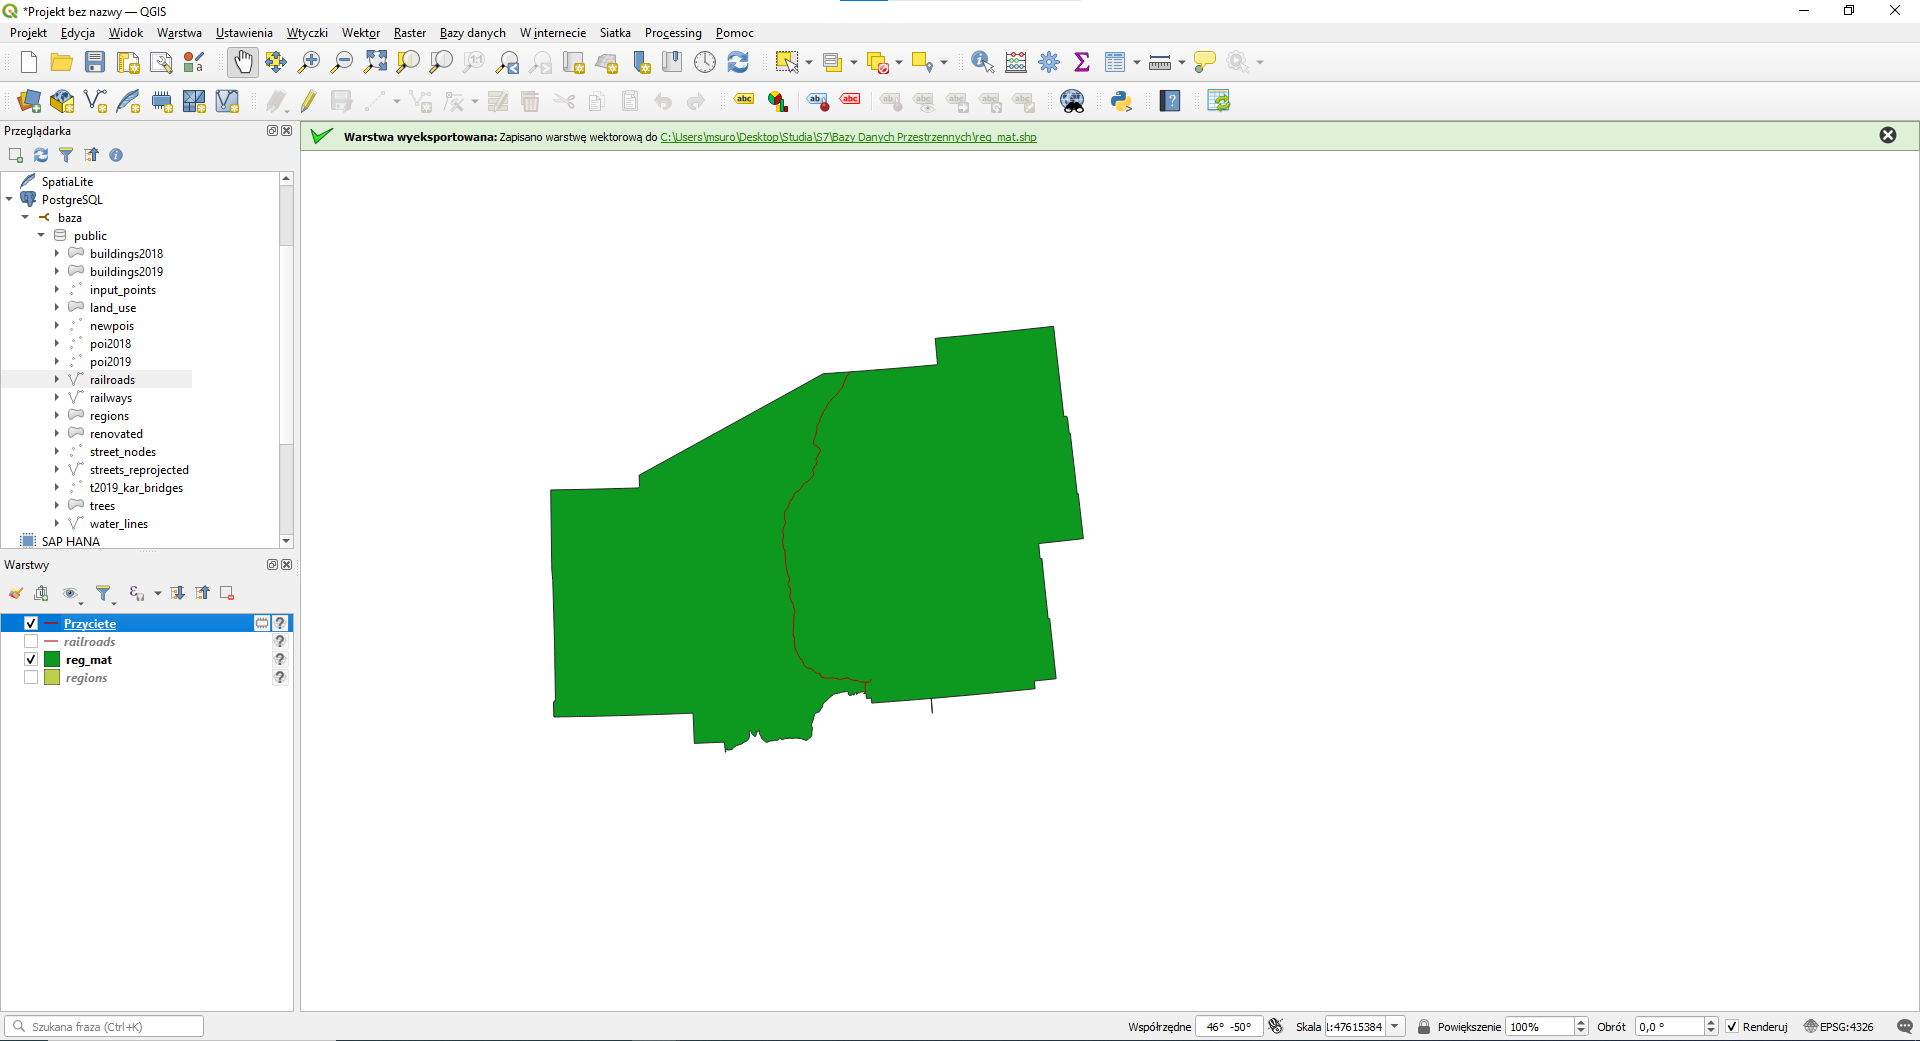 *Projekt bez nazwy — QGIS
Projekt Edycja Widok Warstwa Ustawienia Wtyczki Wektor Raster Bazy danych W internecie Siatka Processing Pomoc
Przeglądarka
Warstwa wyeksportowana: Zapisano warstwę wektorową do C:\Users\msuro\Desktop\Studia\S7\Bazy Danych Przestrzennych\reg_mat.shp
SpatiaLite
PostgreSQL
baza
public
buildings2018
buildings2019
input_points
land_use
newpois
poi2018
poi2019
railroads
railways
regions
renovated
street_nodes
streets_reprojected
t2019_kar_bridges
trees
water_lines
SAP HANA
Warstwy
Przycięte
railroads
reg_mat
regions
Szukana fraza (Ctrl+K)
Współrzędne 46° -50° Skala 1:47615384 Powiększenie 100% Obrót 0,0 ° Renderuj EPSG:4326